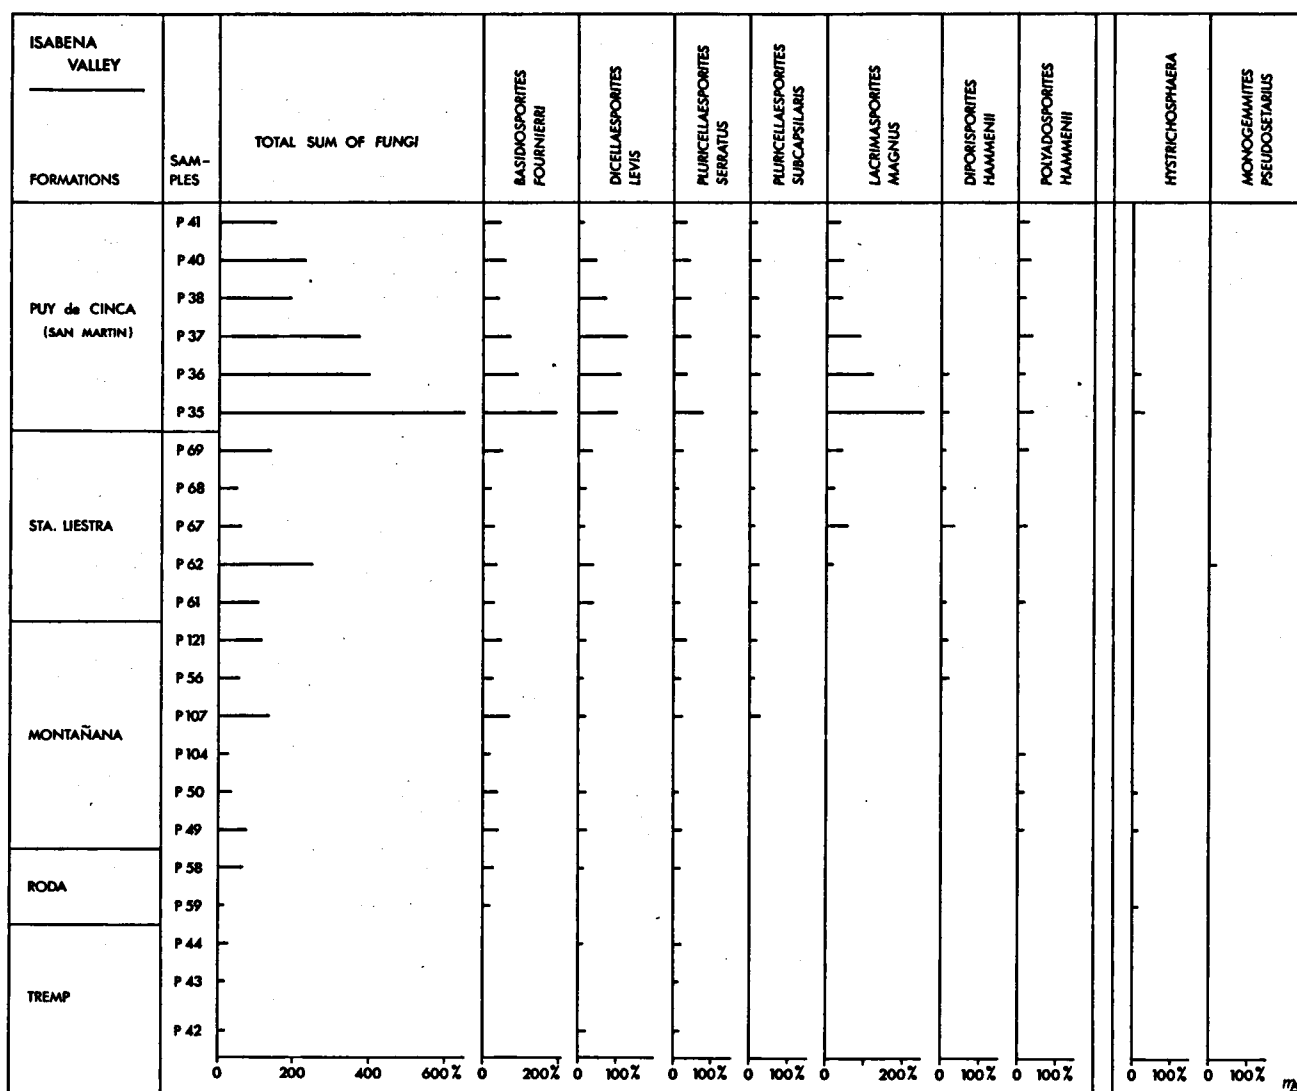 ISABENA
VALLEY
FORMATIONS
SAM-
PLES
TOTAL SUM OF FUNGI
BASIDIOSPORITES
FOURNIERRI
DICELLAESPORITES
LEVIS
PLURICELLAESPORITES
SERRATUS
PLURICELLAESPORITES
SUBCAPSILARIS
LACRIMASPORITES
MAGNUS
DIPORISPORITES
HAMMENII
POLYADOSPORITES
HAMMENII
HYSTRICHOSPHAERA
MONOGEMMITES
PSEUDOSETARIUS
PUY de CINCA
(SAN MARTIN)
P 41
P 40
P 38
P 37
P 36
P 35
STA. LIESTRA
P 69
P 68
P 67
P 62
P 61
MONTAÑANA
P 121
P 56
P 107
P 104
P 50
P 49
RODA
P 58
P 59
TREMP
P 44
P 43
P 42
0 200 400 600% 0 100% 0 100% 0 100% 0 100% 0 100% 0 100% 0 100% 0 100% 0 100%